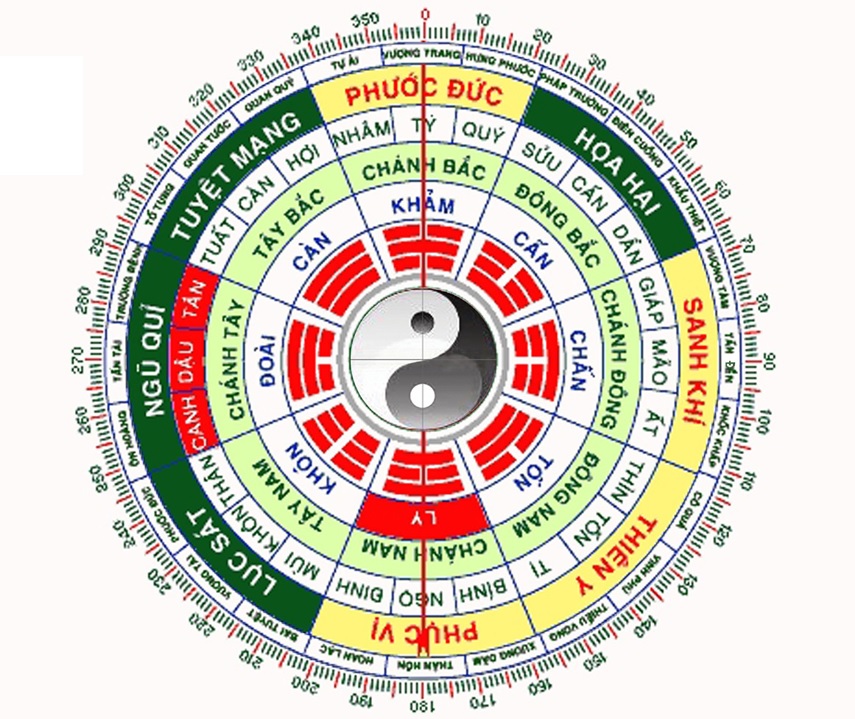 0
10
20
30
40
50
60
70
80
90
100
110
120
130
140
150
160
170
180
170
200
210
220
230
240
250
260
270
280
290
300
310
320
330
340
350
VƯỢNG TRANG
HƯNG PHƯỚC
PHÁP TRƯỜNG
ĐIÊN CUỒNG
KHẨU THIỆT
VƯỢNG TÀM
TẤN ĐIỀN
KHÓC KHẤP
CÔ QUẢ
VINH PHÚ
THIẾU VONG
XƯƠNG DÂM
THÂN HÔN
HOAN LẠC
BẠI TUYỆT
VƯỢNG TÀI
PHƯỚC ĐỨC
ÔN HOÀNG
TẤN TÀI
TRƯỜNG BỆNH
TỐ TỤNG
QUAN TƯỚC
QUAN QUÝ
TỰ ẢI
PHƯỚC ĐỨC
HỌA HẠI
SANH KHÍ
THIÊN Y
PHỤC VỊ
LỤC SÁT
NGŨ QUỈ
TUYỆT MẠNG
NHÂM
TÝ
QUÝ
SỬU
CẤN
DẦN
GIÁP
MÃO
ẤT
THÌN
TỐN
TỊ
BÍNH
NGỌ
ĐINH
MÙI
KHÔN
THÂN
CANH
DẬU
TÂN
TUẤT
CÀN
HỢI
CHÁNH BẮC
ĐÔNG BẮC
CHÁNH ĐÔNG
ĐÔNG NAM
CHÁNH NAM
TÂY NAM
CHÁNH TÂY
TÂY BẮC
KHẢM
CẤN
CHẤN
TỐN
LY
KHÔN
ĐOÀI
CÀN